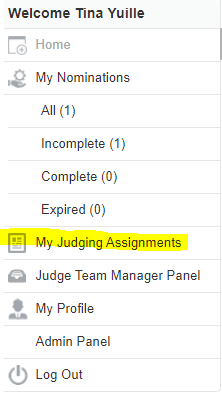 Welcome Tina Yuille
Home
My Nominations
All (1)
Incomplete (1)
Complete (0)
Expired (0)
My Judging Assignments
Judge Team Manager Panel
My Profile
Admin Panel
Log Out